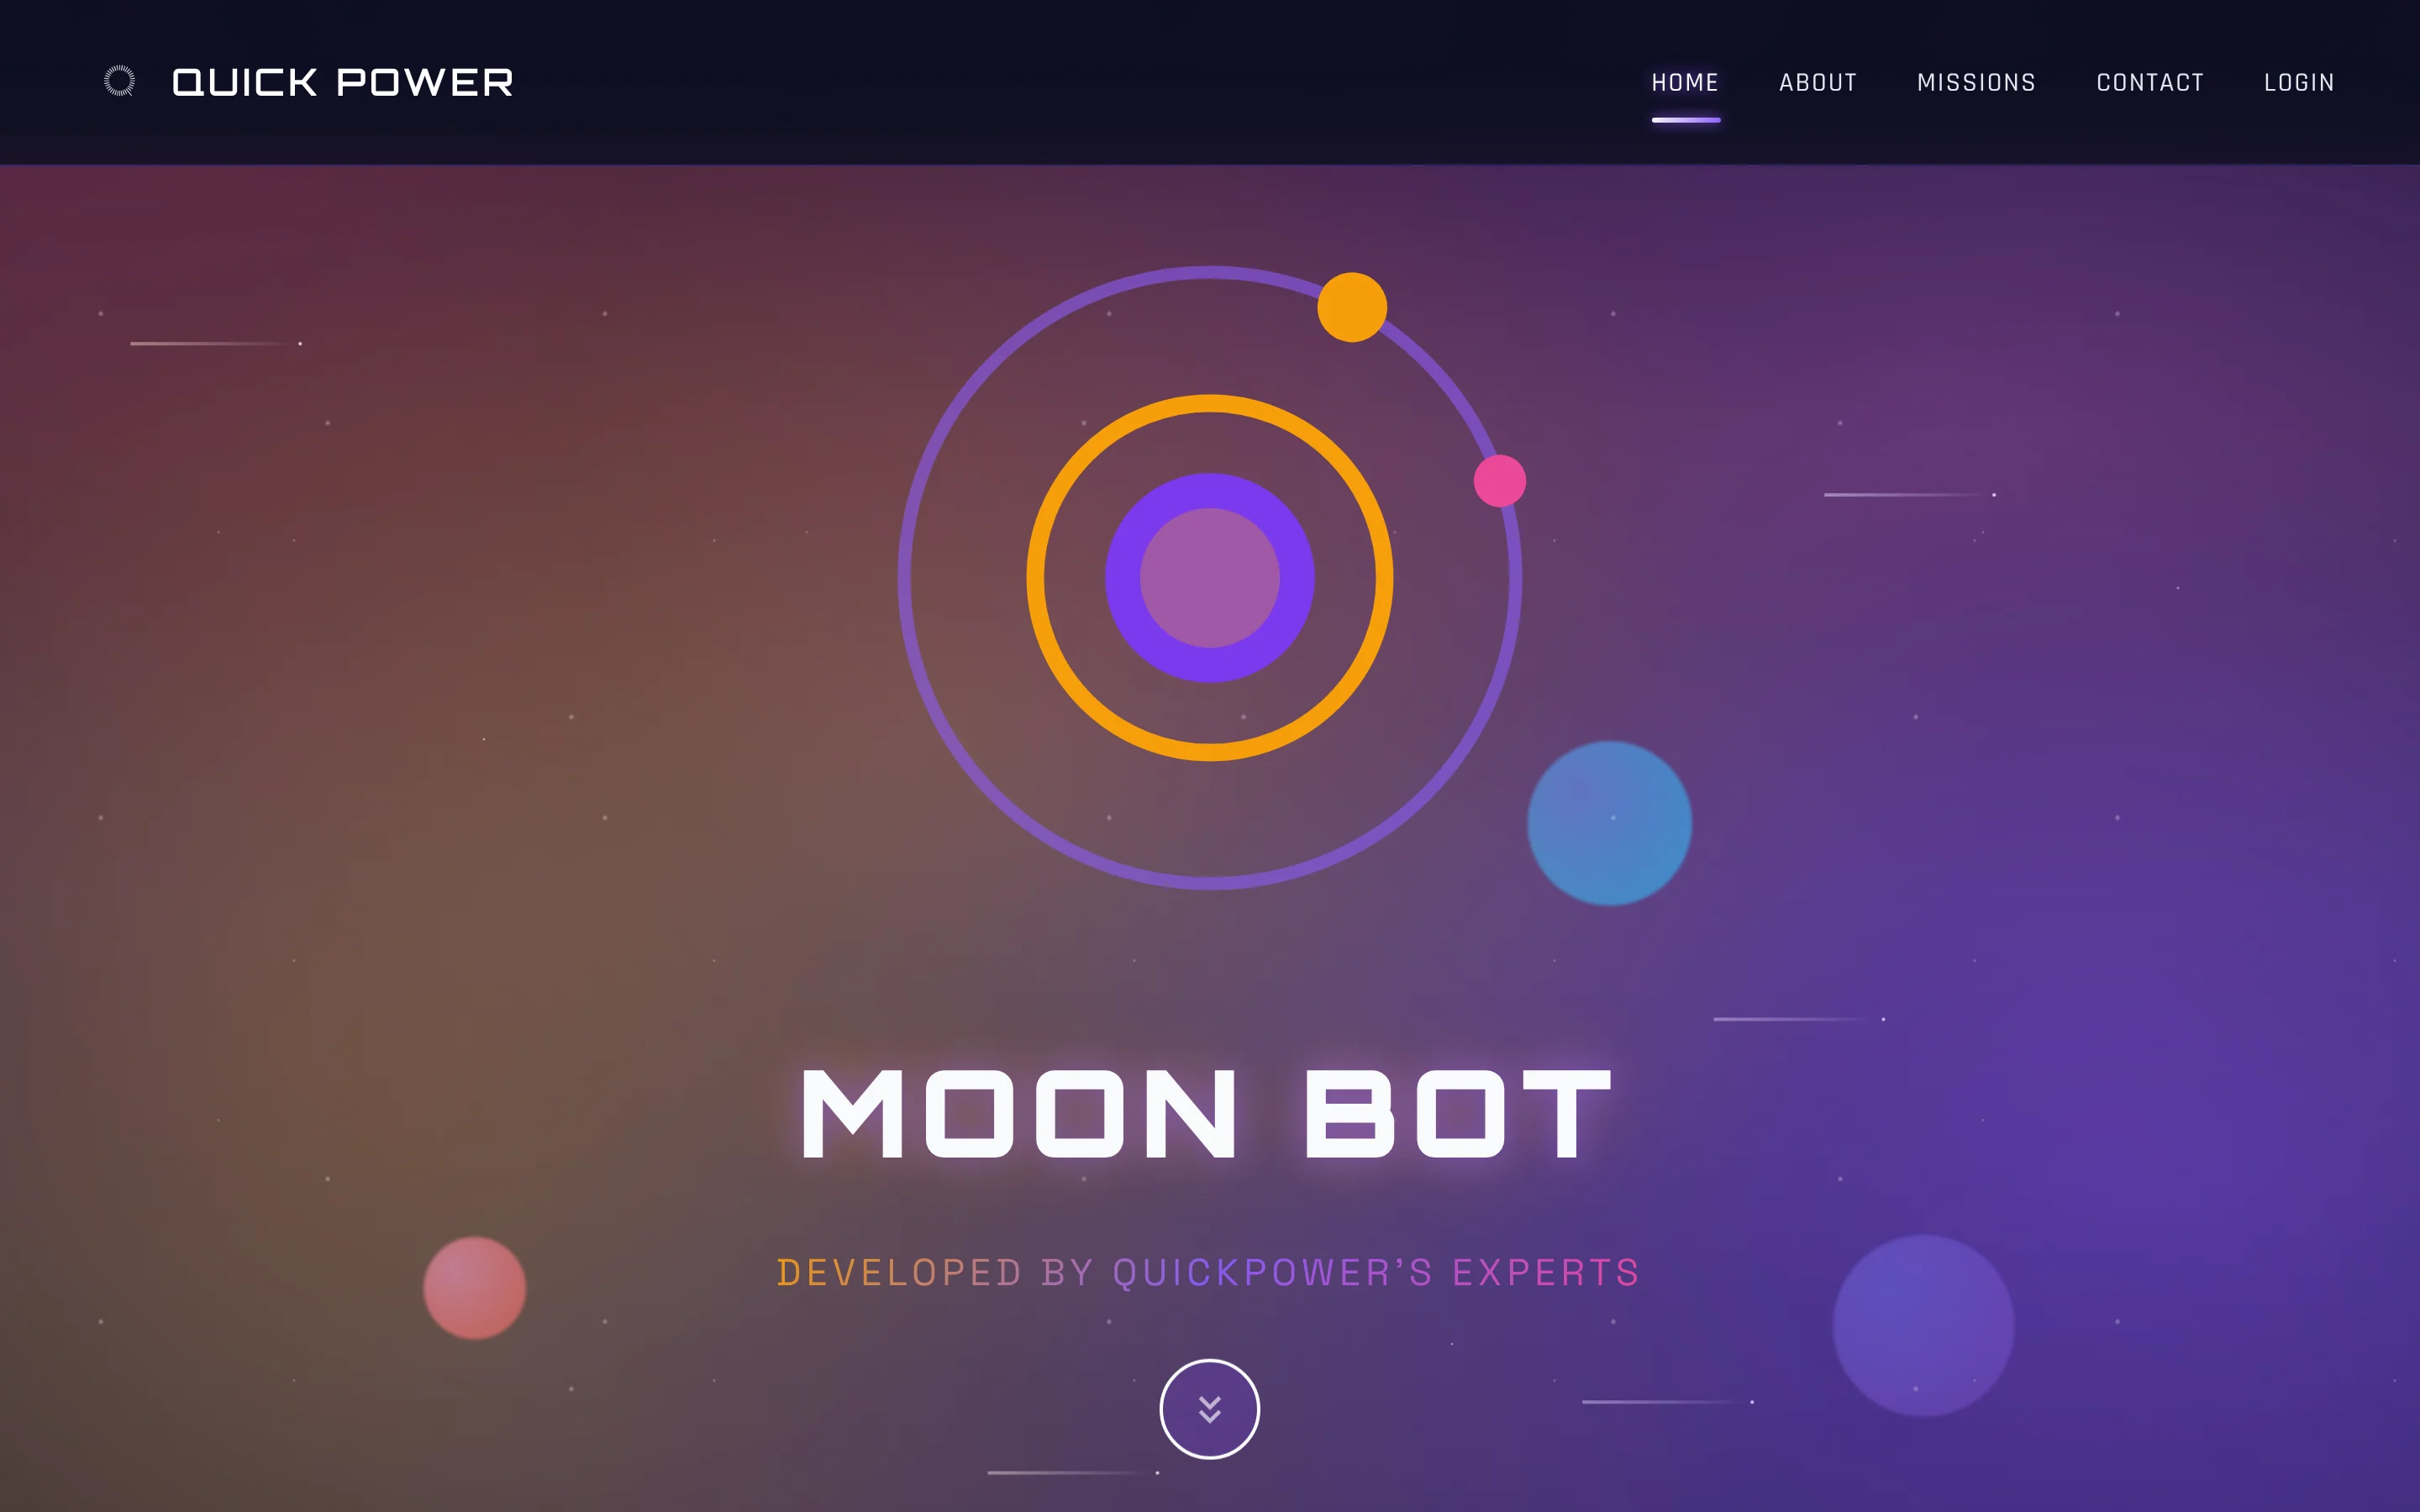 QUICK POWER
HOME ABOUT MISSIONS CONTACT LOGIN
MOON BOT
DEVELOPED BY QUICKPOWER’S EXPERTS